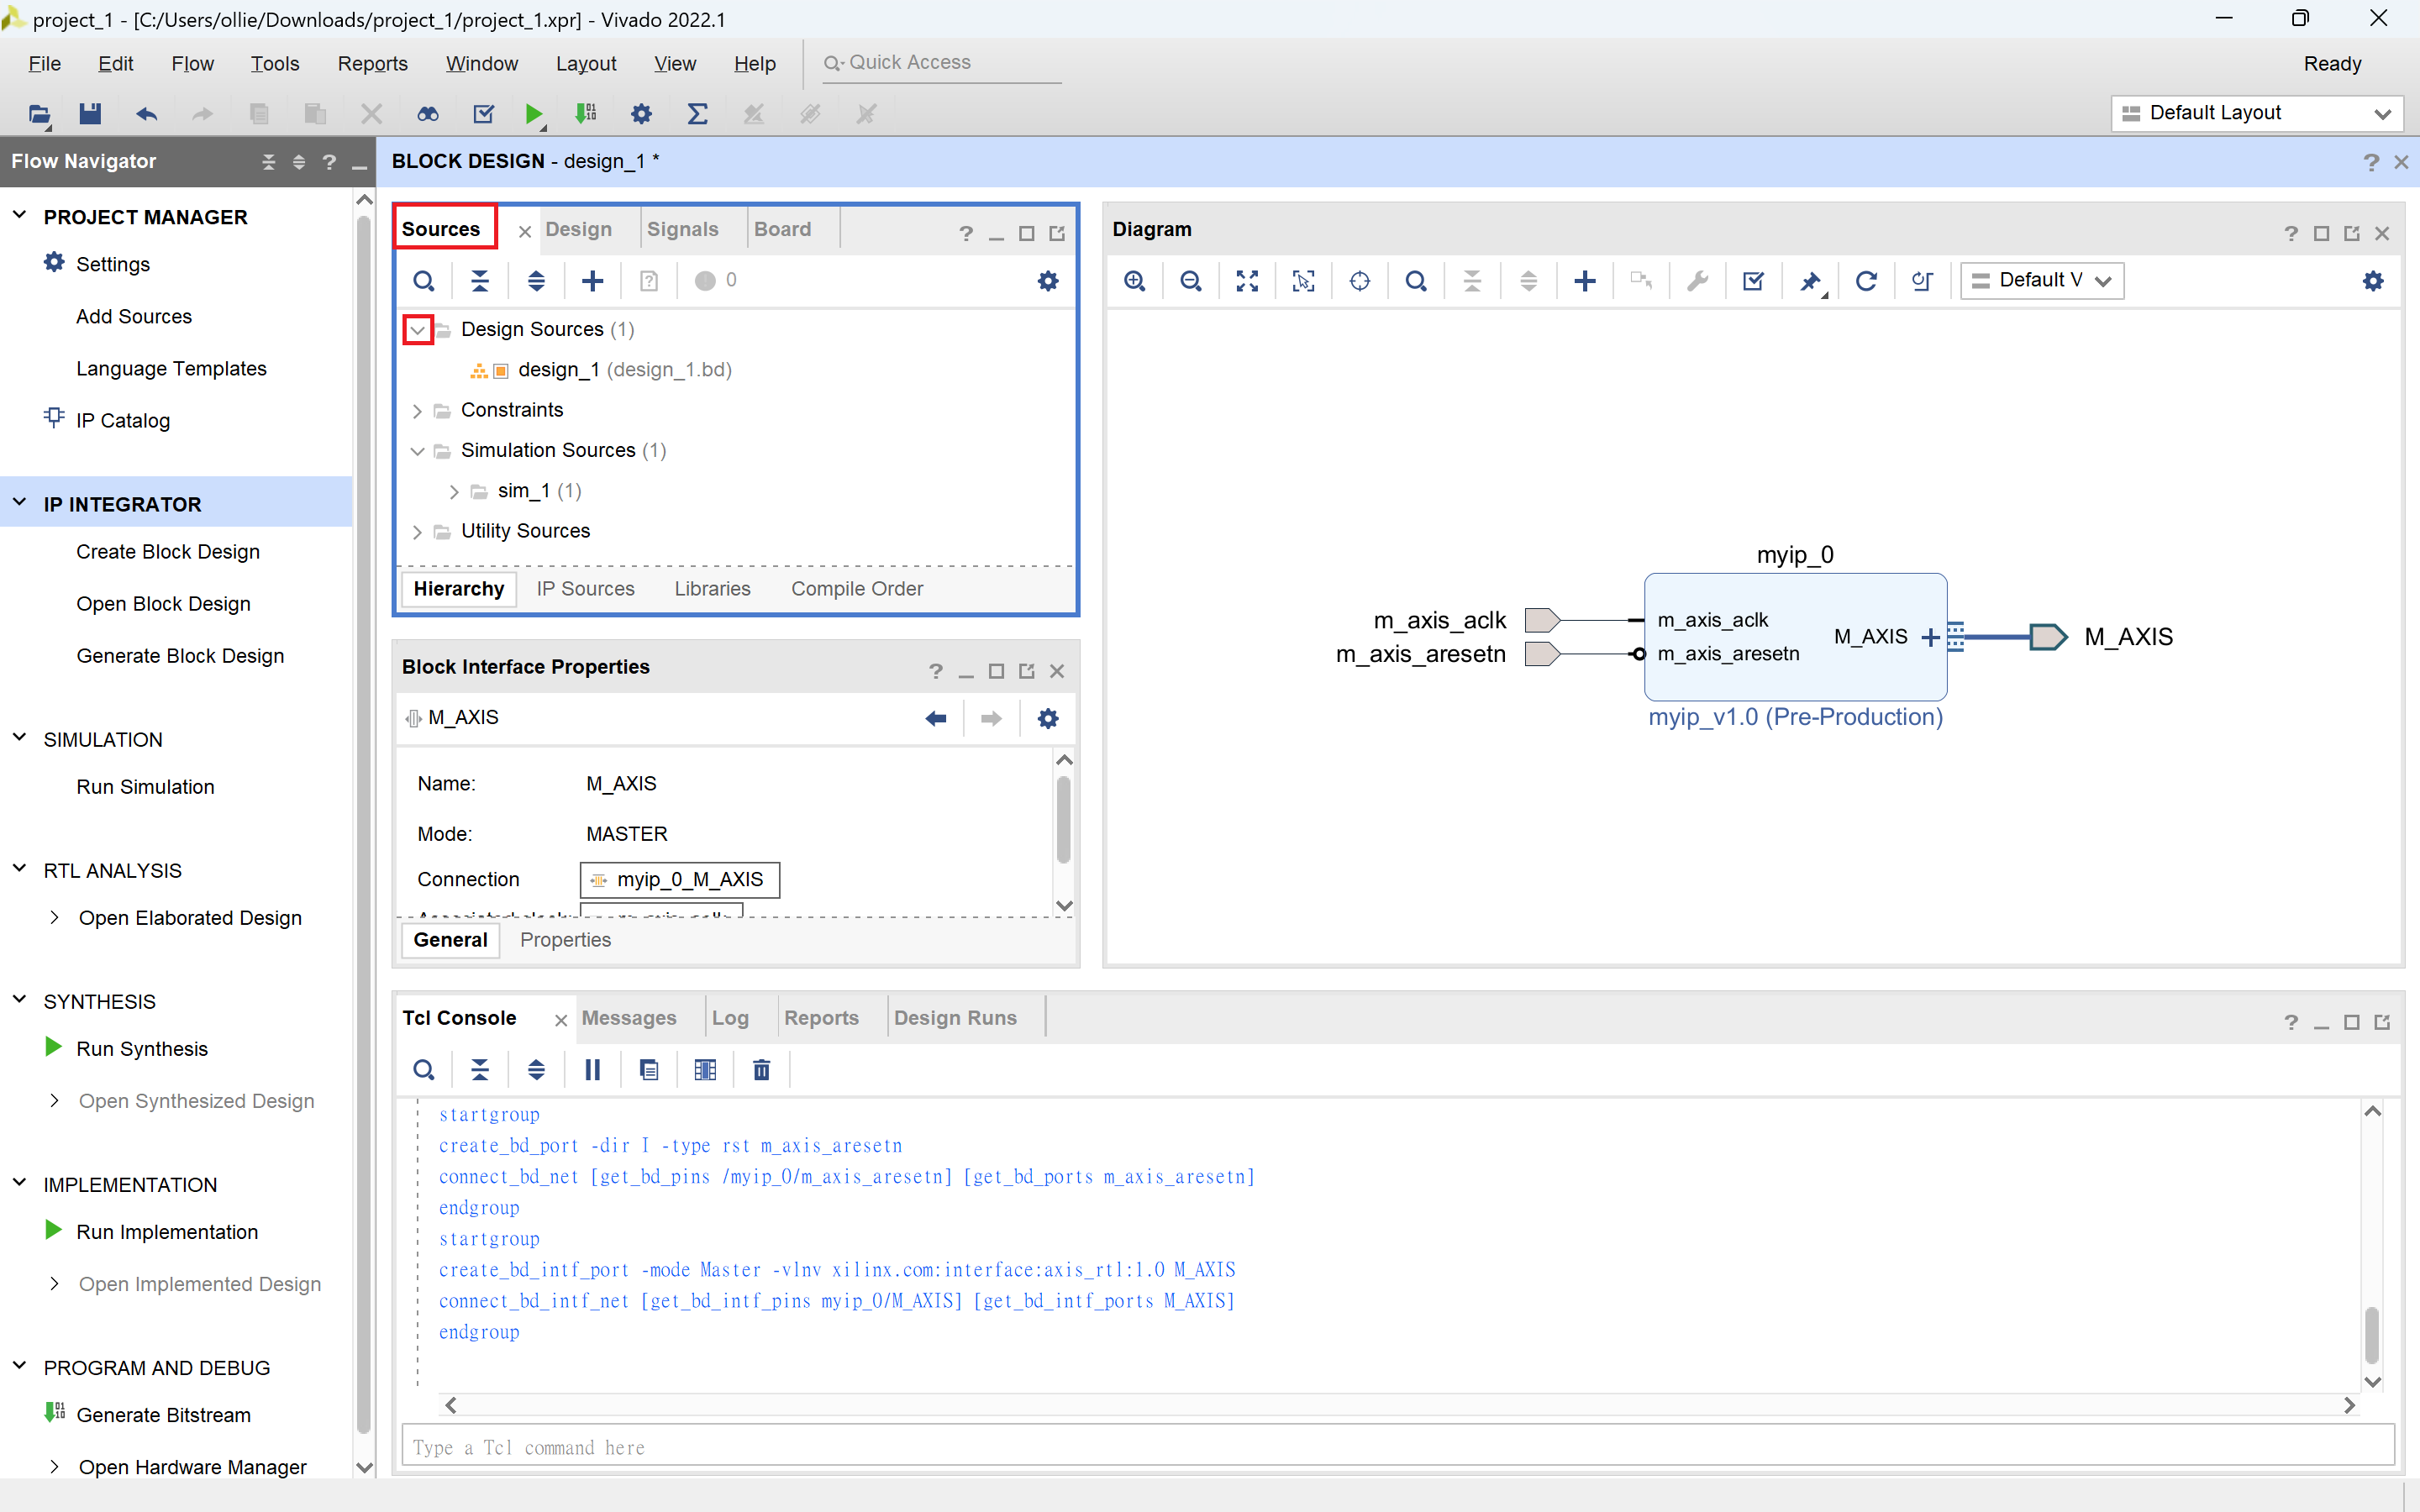 project_1 - [C:/Users/ollie/Downloads/project_1/project_1.xpr] - Vivado 2022.1
File Edit Flow Tools Reports Window Layout View Help Quick Access Ready
Default Layout
Flow Navigator
PROJECT MANAGER
Settings
Add Sources
Language Templates
IP Catalog
IP INTEGRATOR
Create Block Design
Open Block Design
Generate Block Design
SIMULATION
Run Simulation
RTL ANALYSIS
Open Elaborated Design
SYNTHESIS
Run Synthesis
Open Synthesized Design
IMPLEMENTATION
Run Implementation
Open Implemented Design
PROGRAM AND DEBUG
Generate Bitstream
Open Hardware Manager
BLOCK DESIGN - design_1 *
Sources Design Signals Board
0
Design Sources (1)
design_1 (design_1.bd)
Constraints
Simulation Sources (1)
sim_1 (1)
Utility Sources
Hierarchy IP Sources Libraries Compile Order
Block Interface Properties
M_AXIS
Name: M_AXIS
Mode: MASTER
Connection myip_0_M_AXIS
General Properties
Diagram
Default V
myip_0
m_axis_aclk
m_axis_aresetn
m_axis_aclk
m_axis_aresetn
M_AXIS
M_AXIS
myip_v1.0 (Pre-Production)
Tcl Console Messages Log Reports Design Runs
startgroup
create_bd_port -dir I -type rst m_axis_aresetn
connect_bd_net [get_bd_pins /myip_0/m_axis_aresetn] [get_bd_ports m_axis_aresetn]
endgroup
startgroup
create_bd_intf_port -mode Master -vlnv xilinx.com:interface:axis_rtl:1.0 M_AXIS
connect_bd_intf_net [get_bd_intf_pins myip_0/M_AXIS] [get_bd_intf_ports M_AXIS]
endgroup
Type a Tcl command here